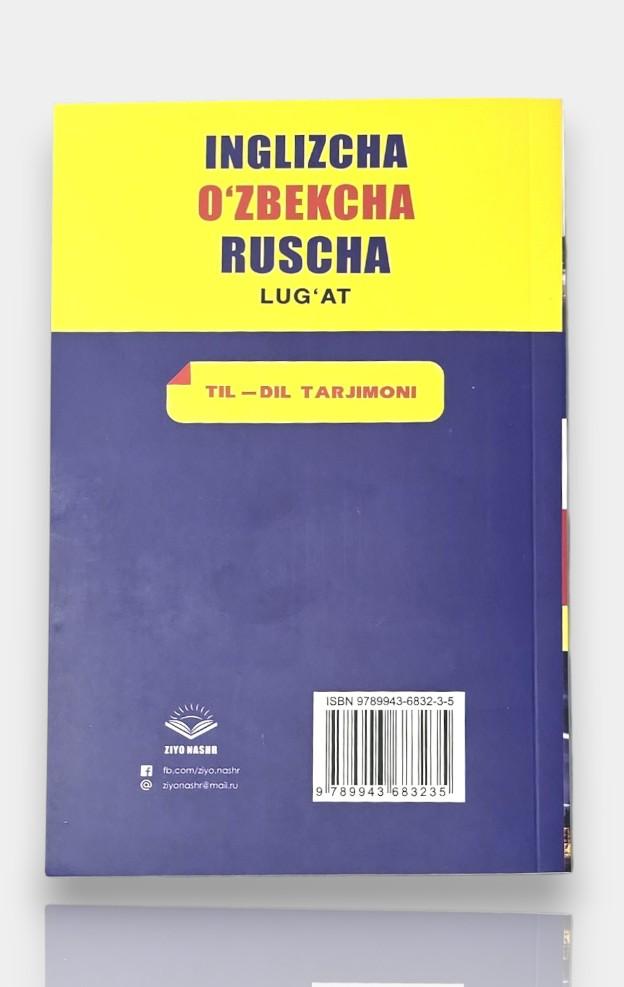 INGLIZCHA
O‘ZBEKCHA
RUSCHA
LUG‘AT
TIL – DIL TARJIMONI
ISBN 9789943-6832-3-5
9 789943 683235
ZIYO NASHR
fb.com/ziyo.nashr
@ ziyonashr@mail.ru